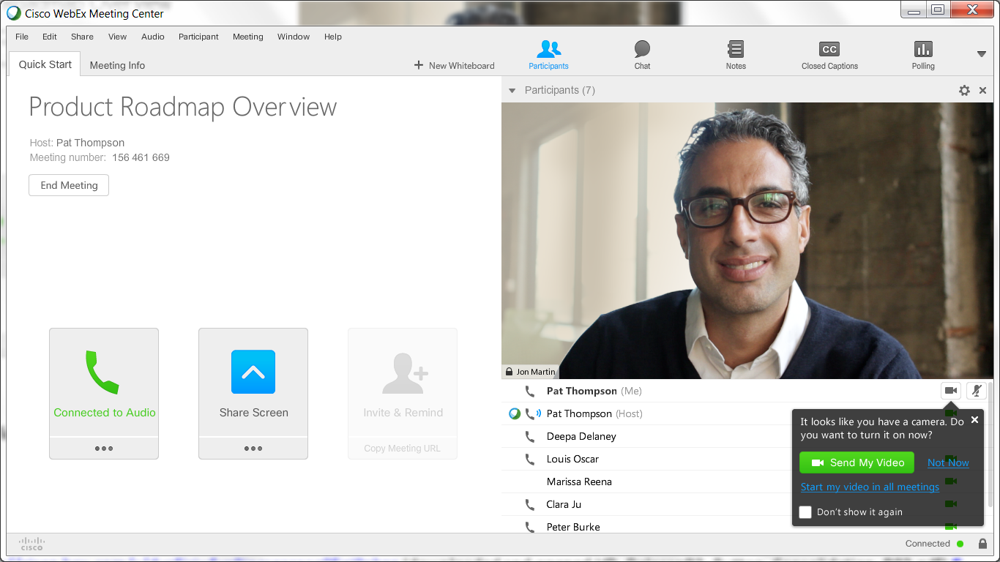 Cisco WebEx Meeting Center
File Edit Share View Audio Participant Meeting Window Help
Quick Start Meeting Info New Whiteboard
Participants Chat Notes CC Closed Captions Polling
Product Roadmap Overview
Host: Pat Thompson
Meeting number: 156 461 669
End Meeting
Connected to Audio
Share Screen
Invite & Remind
Copy Meeting URL
Participants (7)
Jon Martin
Pat Thompson (Me)
Pat Thompson (Host)
Deepa Delaney
Louis Oscar
Marissa Reena
Clara Ju
Peter Burke
It looks like you have a camera. Do
you want to turn it on now?
Send My Video Not Now
Start my video in all meetings
Don't show it again
CISCO
Connected